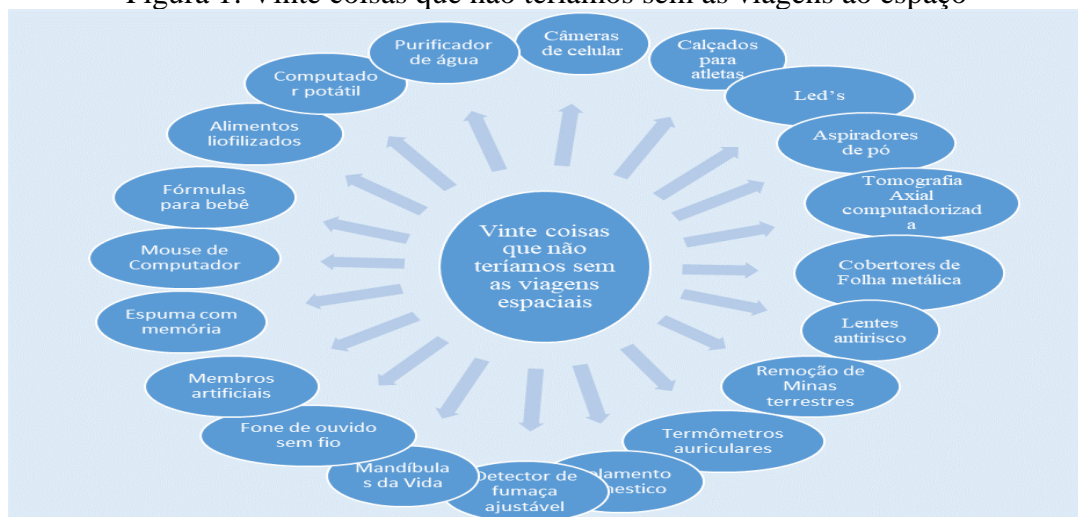 Figura 1: Vinte coisas que não teríamos sem as viagens ao espaço
Câmeras
de celular
Calçados
para
atletas
Led's
Aspiradores
de pó
Tomografia
Axial
computadorizad
a
Cobertores de
Folha metálica
Lentes
antirisco
Remoção de
Minas
terrestres
Termômetros
auriculares
Detector de
fumaça
ajustável
Mandíbula
s da Vida
Fone de ouvido
sem fio
Membros
artificiais
Espuma com
memória
Mouse de
Computador
Fórmulas
para bebê
Alimentos
liofilizados
Computado
r potátil
Purificador
de água
Vinte coisas
que não
teríamos sem
as viagens
espaciais